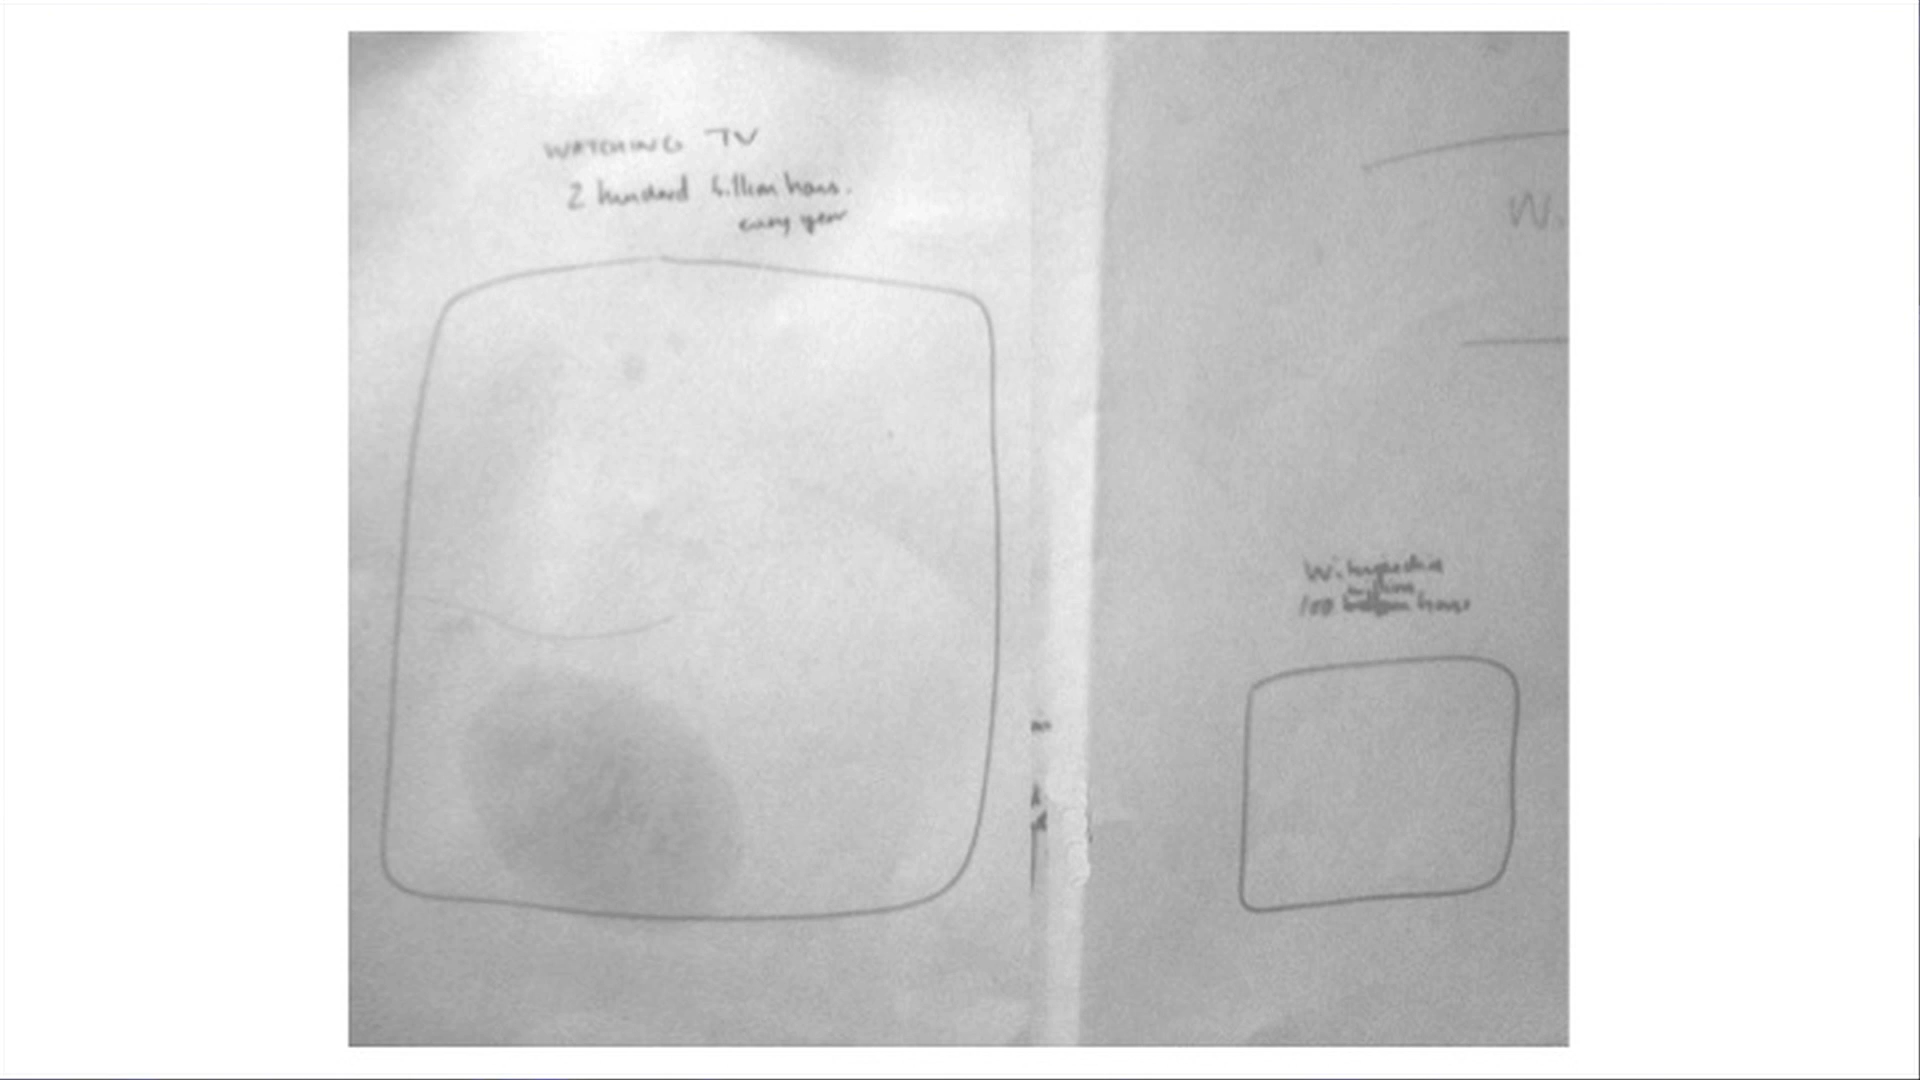 WATCHING TV
2 hundred billion hours.
every year
W.
Wikipedia
million
100 hours